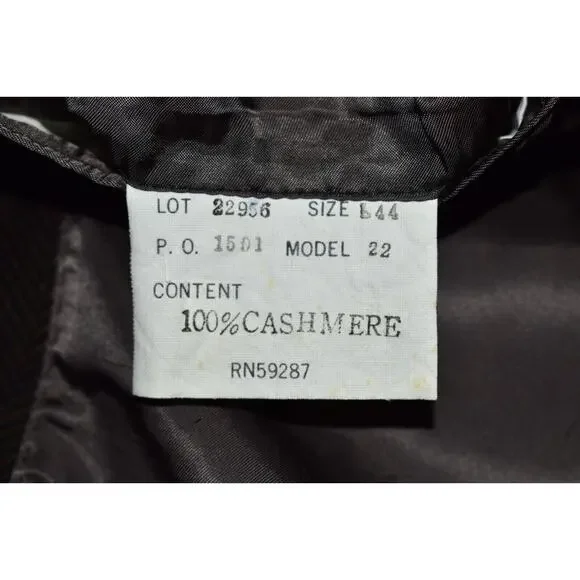 LOT 22956 SIZE L44
P. O. 1501 MODEL 22
CONTENT
100% CASHMERE
RN59287